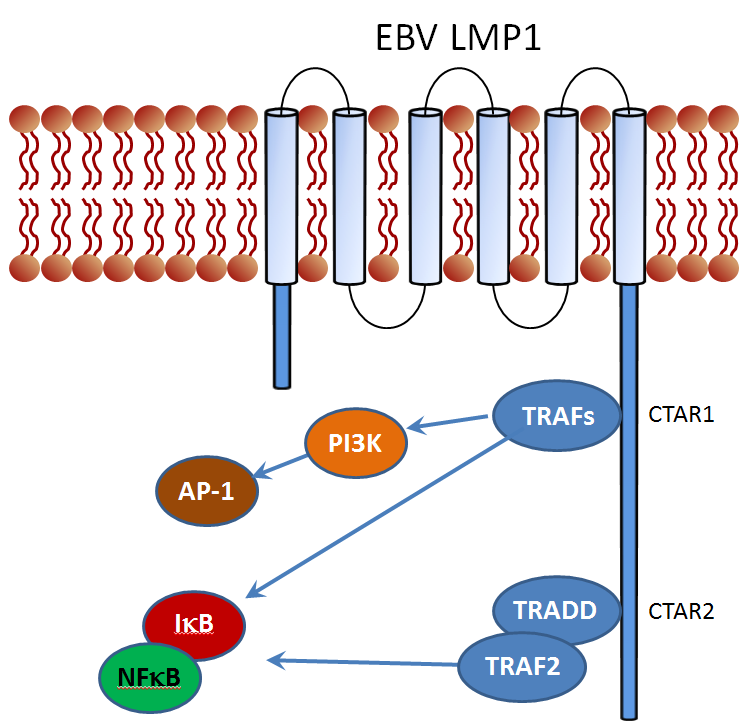 EBV LMP1
TRAFs
CTAR1
PI3K
AP-1
TRADD
CTAR2
IκB
TRAF2
NFκB